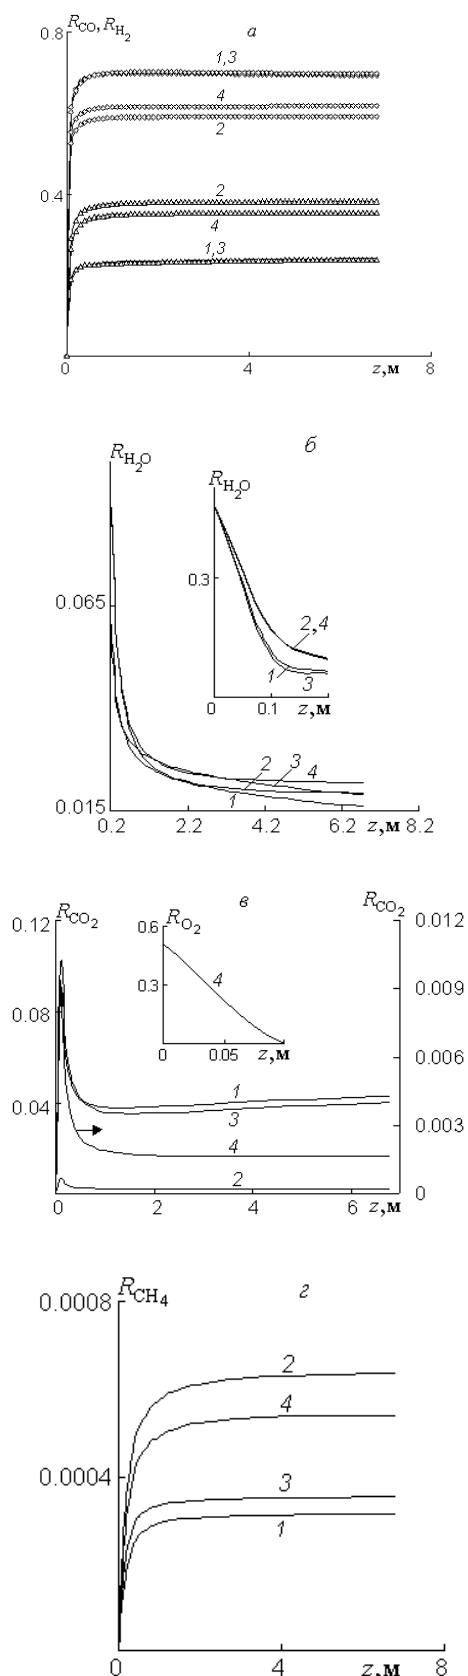 R_CO, R_H₂ а
0.8
1,3
4
2
0.4
2
4
1,3
0 4 z,м 8
R_H₂O б
R_H₂O
0.065
0.3
2,4
1 3
0 0.1 z,м
2 3 4
1
0.015
0.2 2.2 4.2 6.2 z,м 8.2
R_CO₂ в R_CO₂
0.12 0.6 R_O₂ 0.012
0.3 4 0.009
0.08
0 0.05 z,м
0.006
0.04 1
3 0.003
4
2
0
0 2 4 6 z,м
R_CH₄ г
0.0008
2
4
0.0004
3
1
0 4 z,м 8